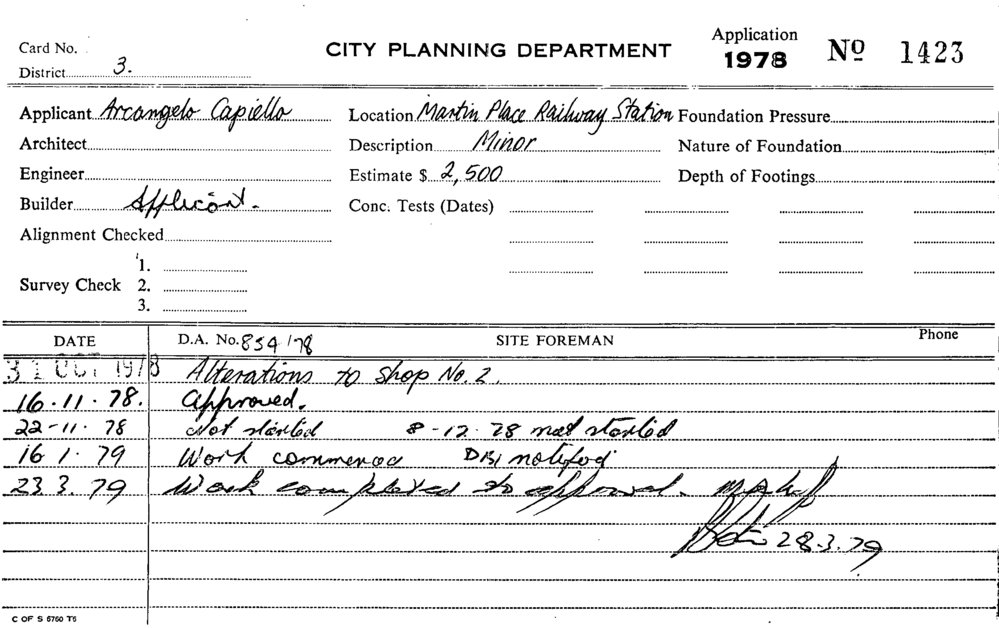 Card No.
CITY PLANNING DEPARTMENT
Application
1978
Nº 1423
District 3.
Applicant Arcangelo Capiello
Location Martin Place Railway Station
Foundation Pressure
Architect
Description Minor
Nature of Foundation
Engineer
Estimate $ 2,500
Depth of Footings
Builder Applicant.
Conc. Tests (Dates)
Alignment Checked
Survey Check 1.
2.
3.
DATE
D.A. No. 854/78
SITE FOREMAN
Phone
31 OCT 1978 Alterations to Shop No. 2.
16.11.78. Approved.
22-11-78 Not started 8-12-78 not started
16 1.79 Work commenced DBI notified
23.3.79 Work completed to approval.
28.3.79
C OF S 5760 T5